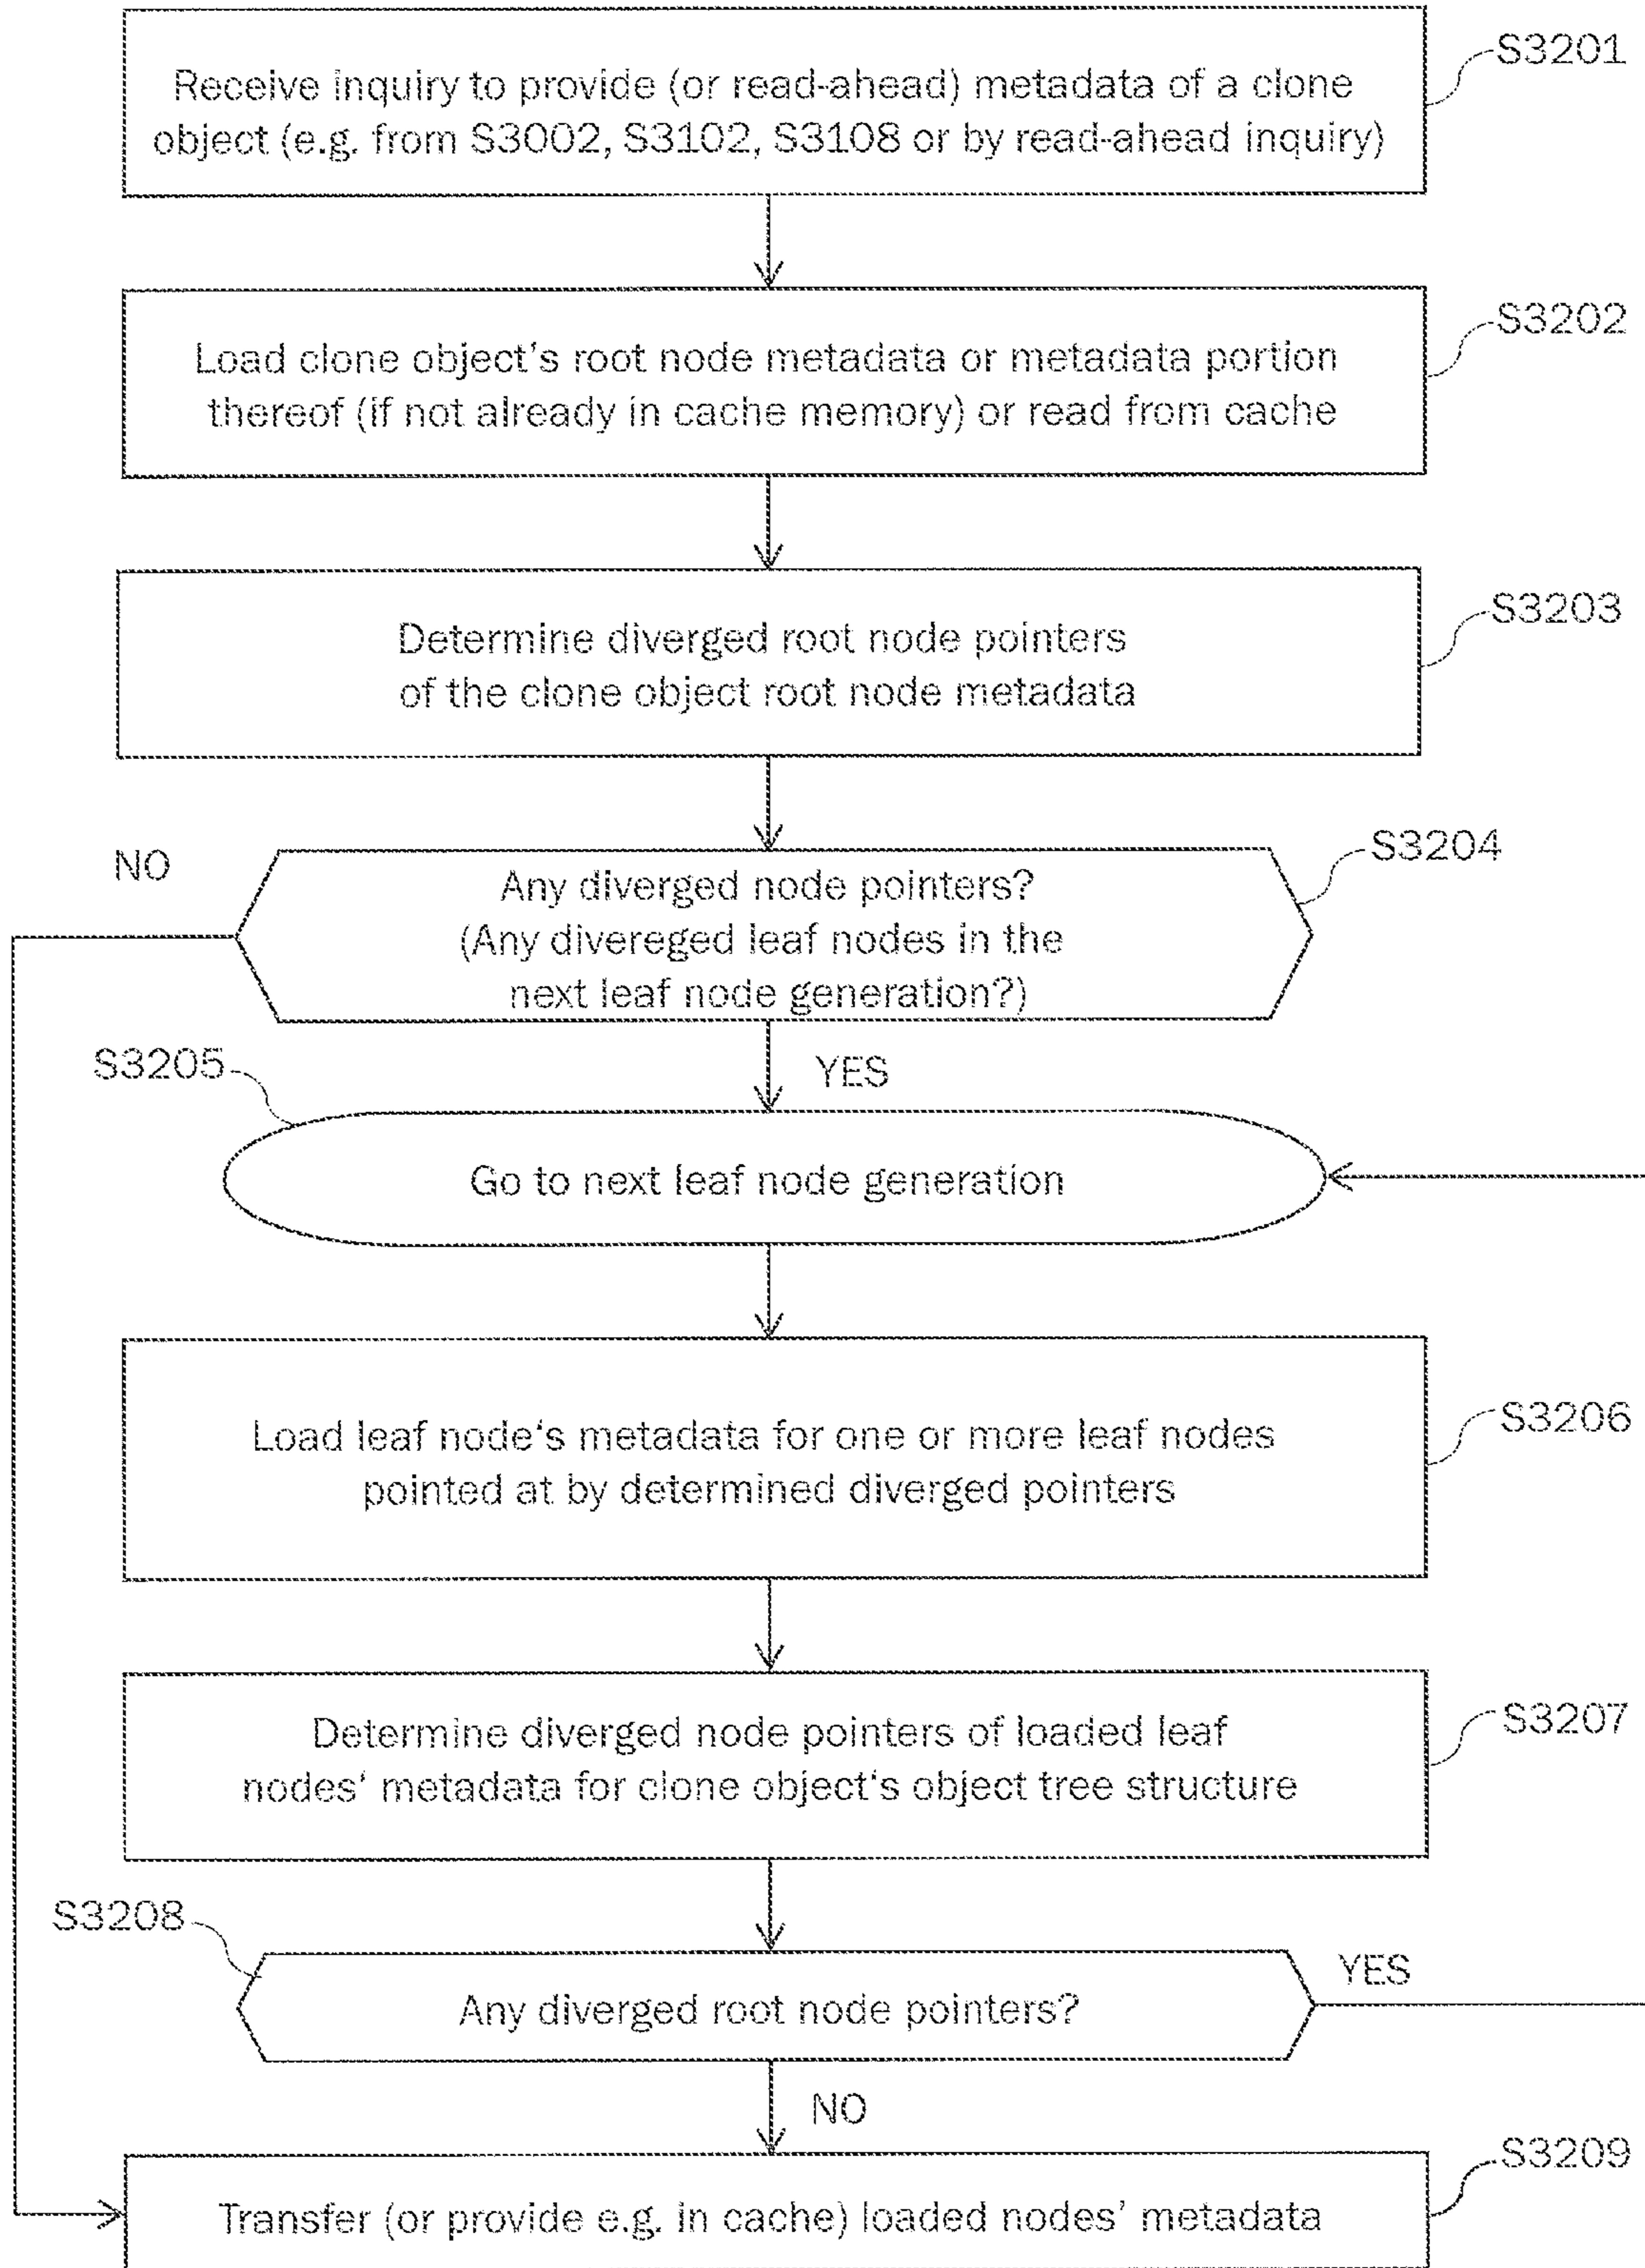 S3201
Receive inquiry to provide (or read-ahead) metadata of a clone
object (e.g. from S3002, S3102, S3108 or by read-ahead inquiry)
S3202
Load clone object's root node metadata or metadata portion
thereof (if not already in cache memory) or read from cache
S3203
Determine diverged root node pointers
of the clone object root node metadata
S3204
NO
Any diverged node pointers?
(Any divereged leaf nodes in the
next leaf node generation?)
S3205
YES
Go to next leaf node generation
S3206
Load leaf node‘s metadata for one or more leaf nodes
pointed at by determined diverged pointers
S3207
Determine diverged node pointers of loaded leaf
nodes‘ metadata for clone object‘s object tree structure
S3208
YES
Any diverged root node pointers?
NO
S3209
Transfer (or provide e.g. in cache) loaded nodes’ metadata